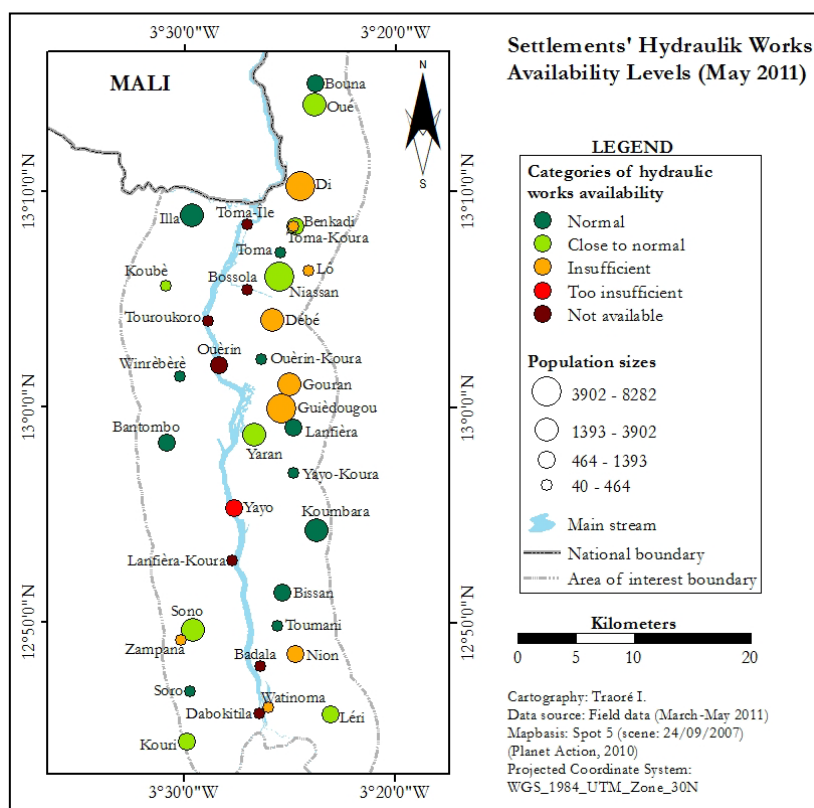 3°30'0"W
3°20'0"W
MALI
Bouna
Oué
Di
Illa
Toma-Ile
Benkadi
Toma-Koura
Toma
Lô
Koubè
Bossola
Niassan
Touroukoro
Débé
Ouèrin
Ouèrin-Koura
Winrèbèrè
Gouran
Guièdougou
Bantombo
Lanfièra
Yaran
Yayo-Koura
Yayo
Koumbara
Lanfièra-Koura
Bissan
Sono
Toumani
Zampana
Badala
Nion
Soro
Watinoma
Dabokitila
Léri
Kouri
13°10'0"N
13°0'0"N
12°50'0"N
13°10'0"N
13°0'0"N
12°50'0"N
3°30'0"W
3°20'0"W
Settlements' Hydraulik Works
Availability Levels (May 2011)
N
S
LEGEND
Categories of hydraulic
works availability
Normal
Close to normal
Insufficient
Too insufficient
Not available
Population sizes
3902 - 8282
1393 - 3902
464 - 1393
40 - 464
Main stream
National boundary
Area of interest boundary
Kilometers
0 5 10 20
Cartography: Traoré I.
Data source: Field data (March-May 2011)
Mapbasis: Spot 5 (scene: 24/09/2007)
(Planet Action, 2010)
Projected Coordinate System:
WGS_1984_UTM_Zone_30N